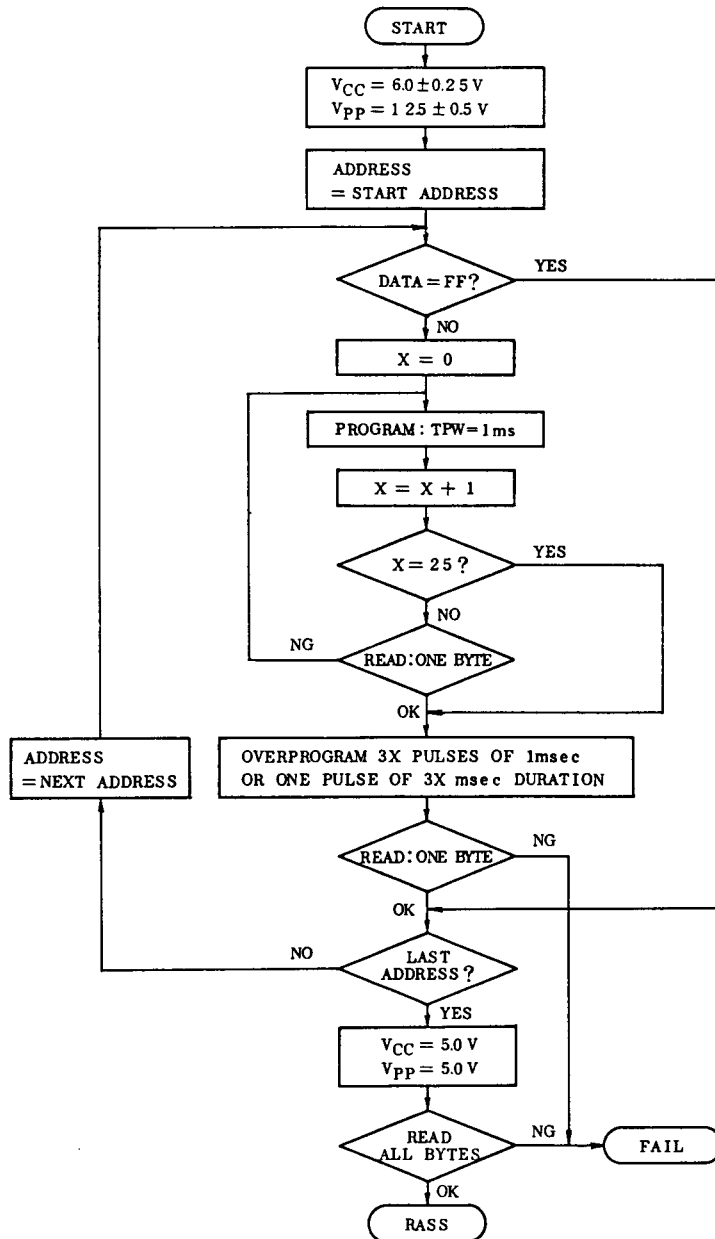 START
VCC = 6.0 ± 0.25 V
VPP = 12.5 ± 0.5 V
ADDRESS
= START ADDRESS
DATA = FF?
YES
NO
X = 0
PROGRAM: TPW=1ms
X = X + 1
X = 25?
YES
NO
NG
READ: ONE BYTE
OK
ADDRESS
=NEXT ADDRESS
OVERPROGRAM 3X PULSES OF 1msec
OR ONE PULSE OF 3X msec DURATION
READ: ONE BYTE
NG
OK
NO
LAST
ADDRESS?
YES
VCC = 5.0 V
VPP = 5.0 V
READ
ALL BYTES
NG
FAIL
OK
RASS